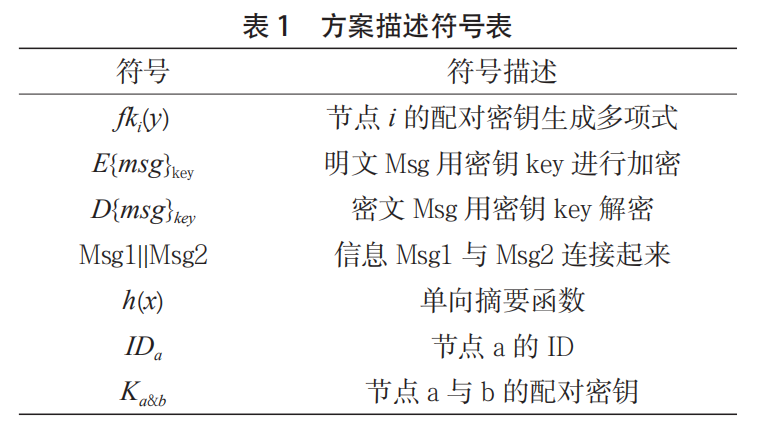 表 1 方案描述符号表
符号 符号描述
fkᵢ(y) 节点 i 的配对密钥生成多项式
E{msg}key 明文 Msg 用密钥 key 进行加密
D{msg}key 密文 Msg 用密钥 key 解密
Msg1||Msg2 信息 Msg1 与 Msg2 连接起来
h(x) 单向摘要函数
IDa 节点 a 的 ID
Ka&b 节点 a 与 b 的配对密钥